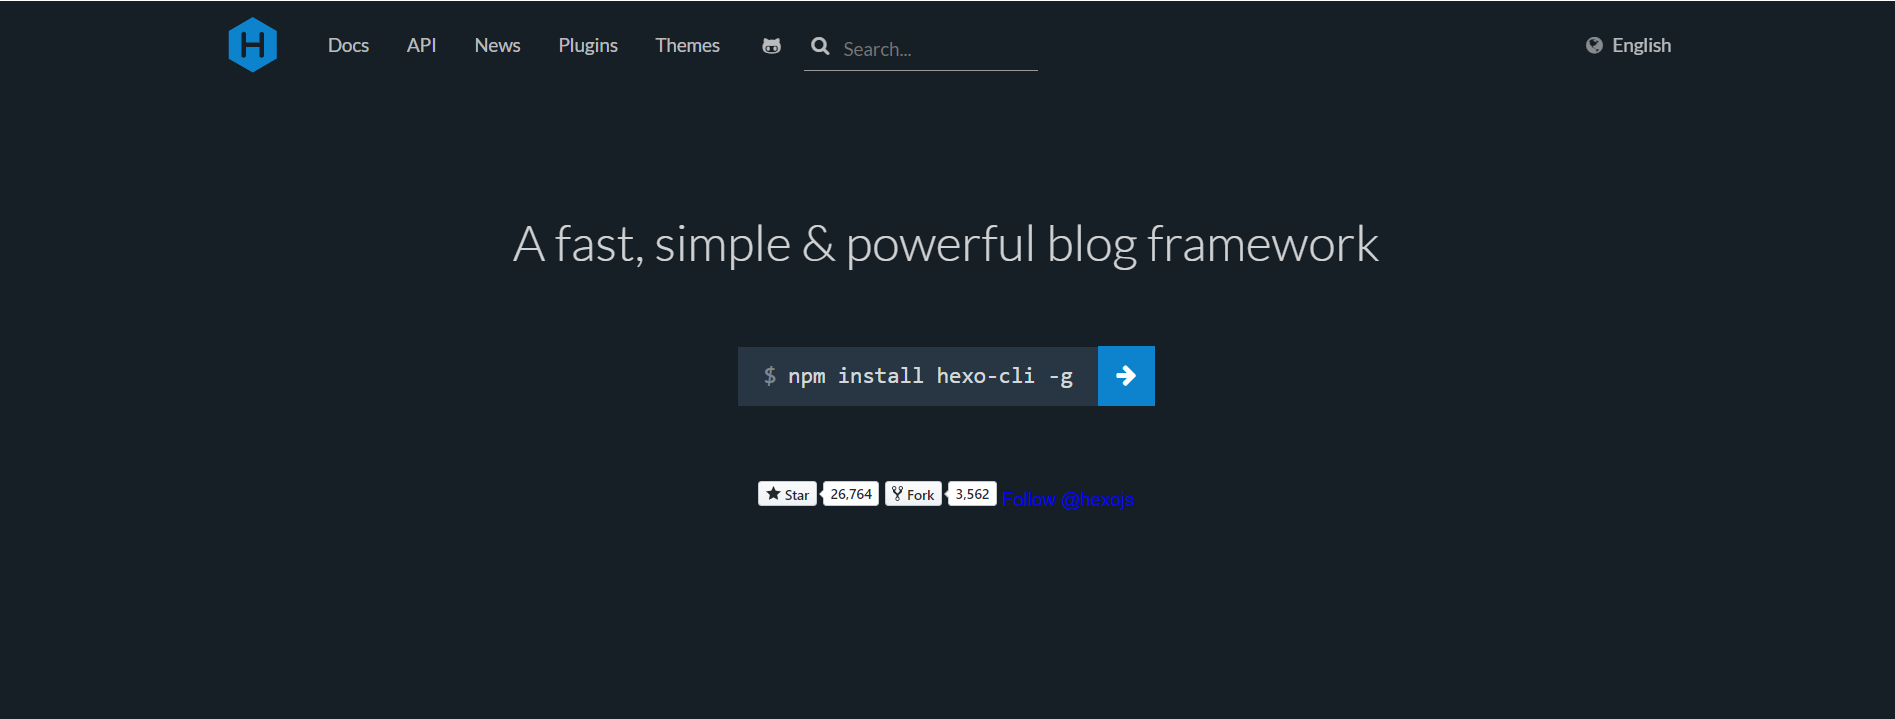 H Docs API News Plugins Themes Search... English
A fast, simple & powerful blog framework
$ npm install hexo-cli -g
Star 26,764 Fork 3,562 Follow @hexojs